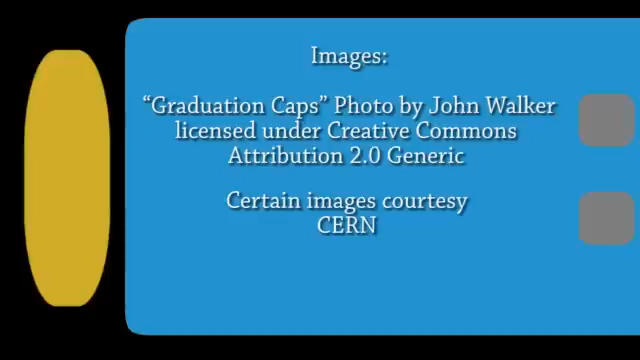 Images:
“Graduation Caps” Photo by John Walker
licensed under Creative Commons
Attribution 2.0 Generic
Certain images courtesy
CERN